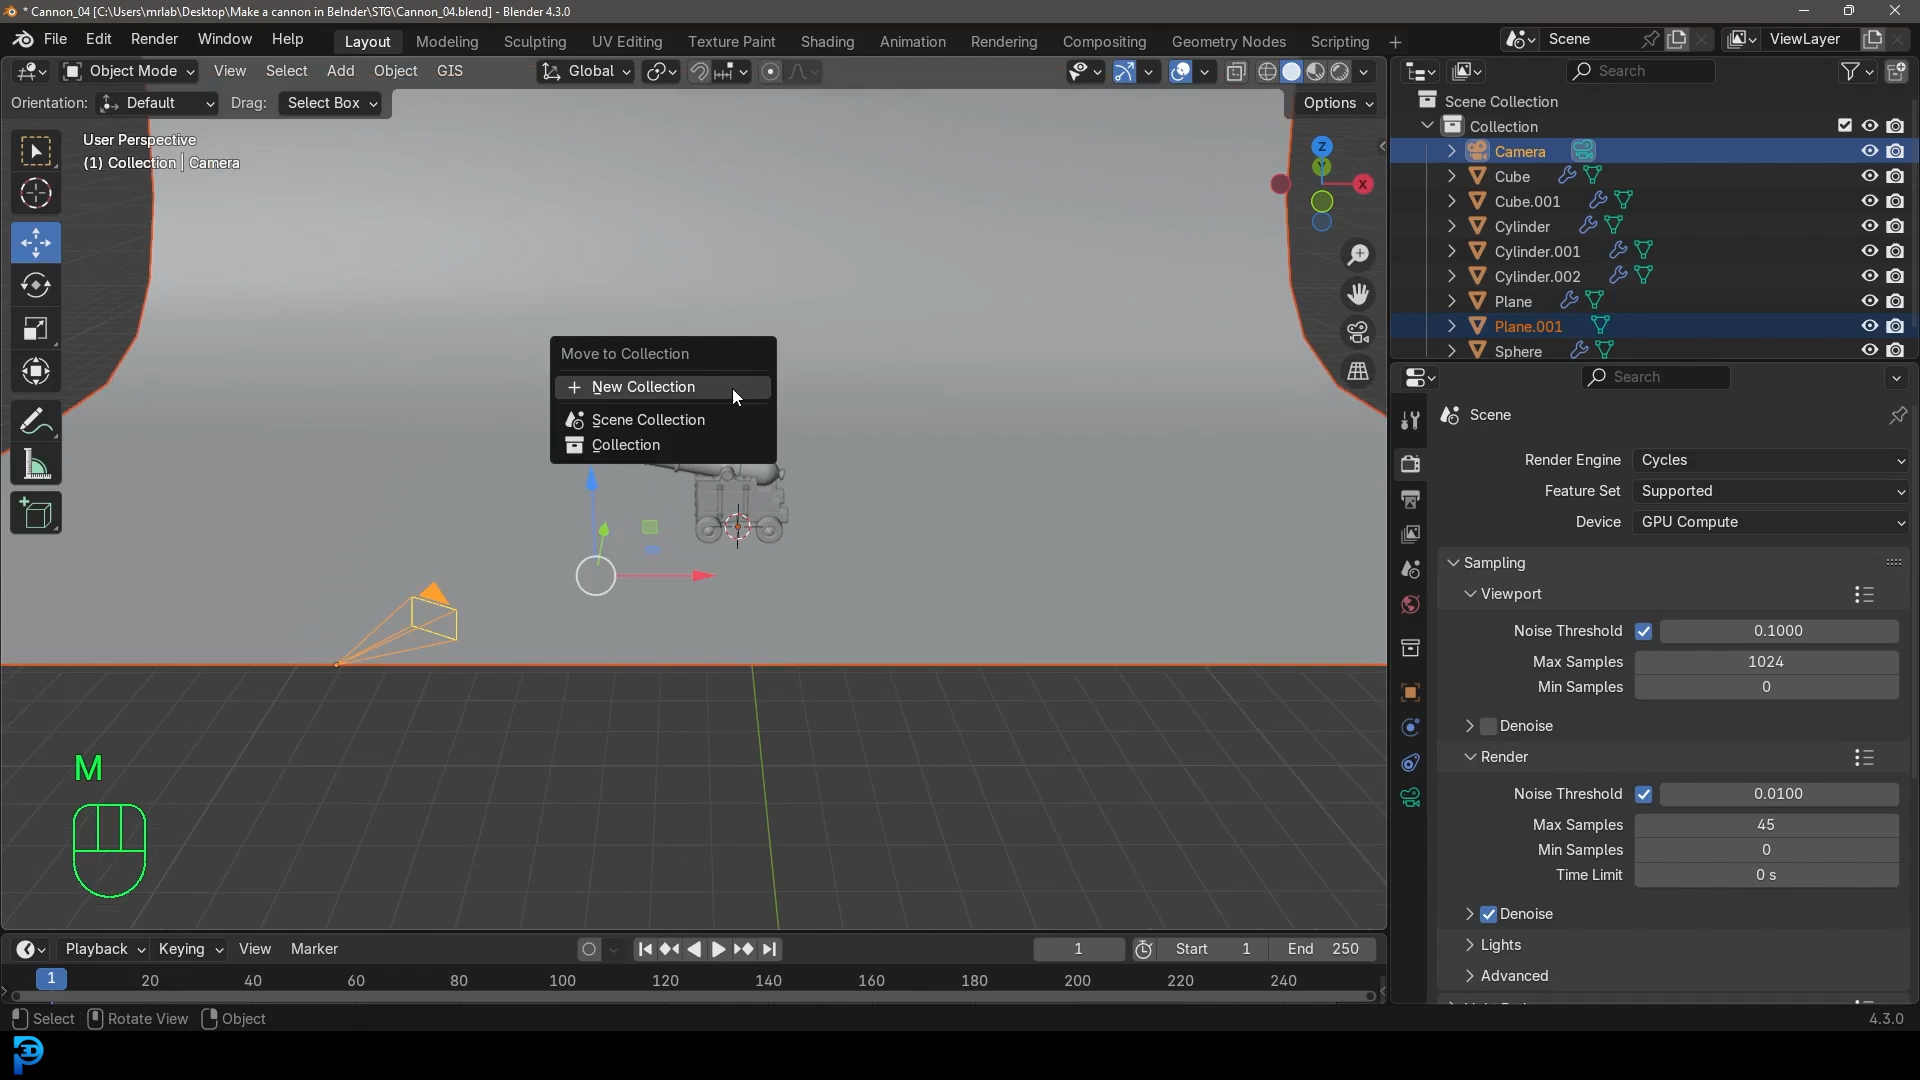 * Cannon_04 [C:\Users\mrlab\Desktop\Make a cannon in Belnder\STG\Cannon_04.blend] - Blender 4.3.0
File Edit Render Window Help Layout Modeling Sculpting UV Editing Texture Paint Shading Animation Rendering Compositing Geometry Nodes Scripting + Scene ViewLayer
Object Mode View Select Add Object GIS Global Search
Orientation: Default Drag: Select Box Options
User Perspective
(1) Collection | Camera
Z
Y
X
Move to Collection
New Collection
Scene Collection
Collection
M
Scene Collection
Collection
Camera
Cube
Cube.001
Cylinder
Cylinder.001
Cylinder.002
Plane
Plane.001
Sphere
Search
Scene
Render Engine Cycles
Feature Set Supported
Device GPU Compute
Sampling
Viewport
Noise Threshold 0.1000
Max Samples 1024
Min Samples 0
Denoise
Render
Noise Threshold 0.0100
Max Samples 45
Min Samples 0
Time Limit 0 s
Denoise
Lights
Advanced
Playback Keying View Marker 1 Start 1 End 250
1 20 40 60 80 100 120 140 160 180 200 220 240
Select Rotate View Object 4.3.0